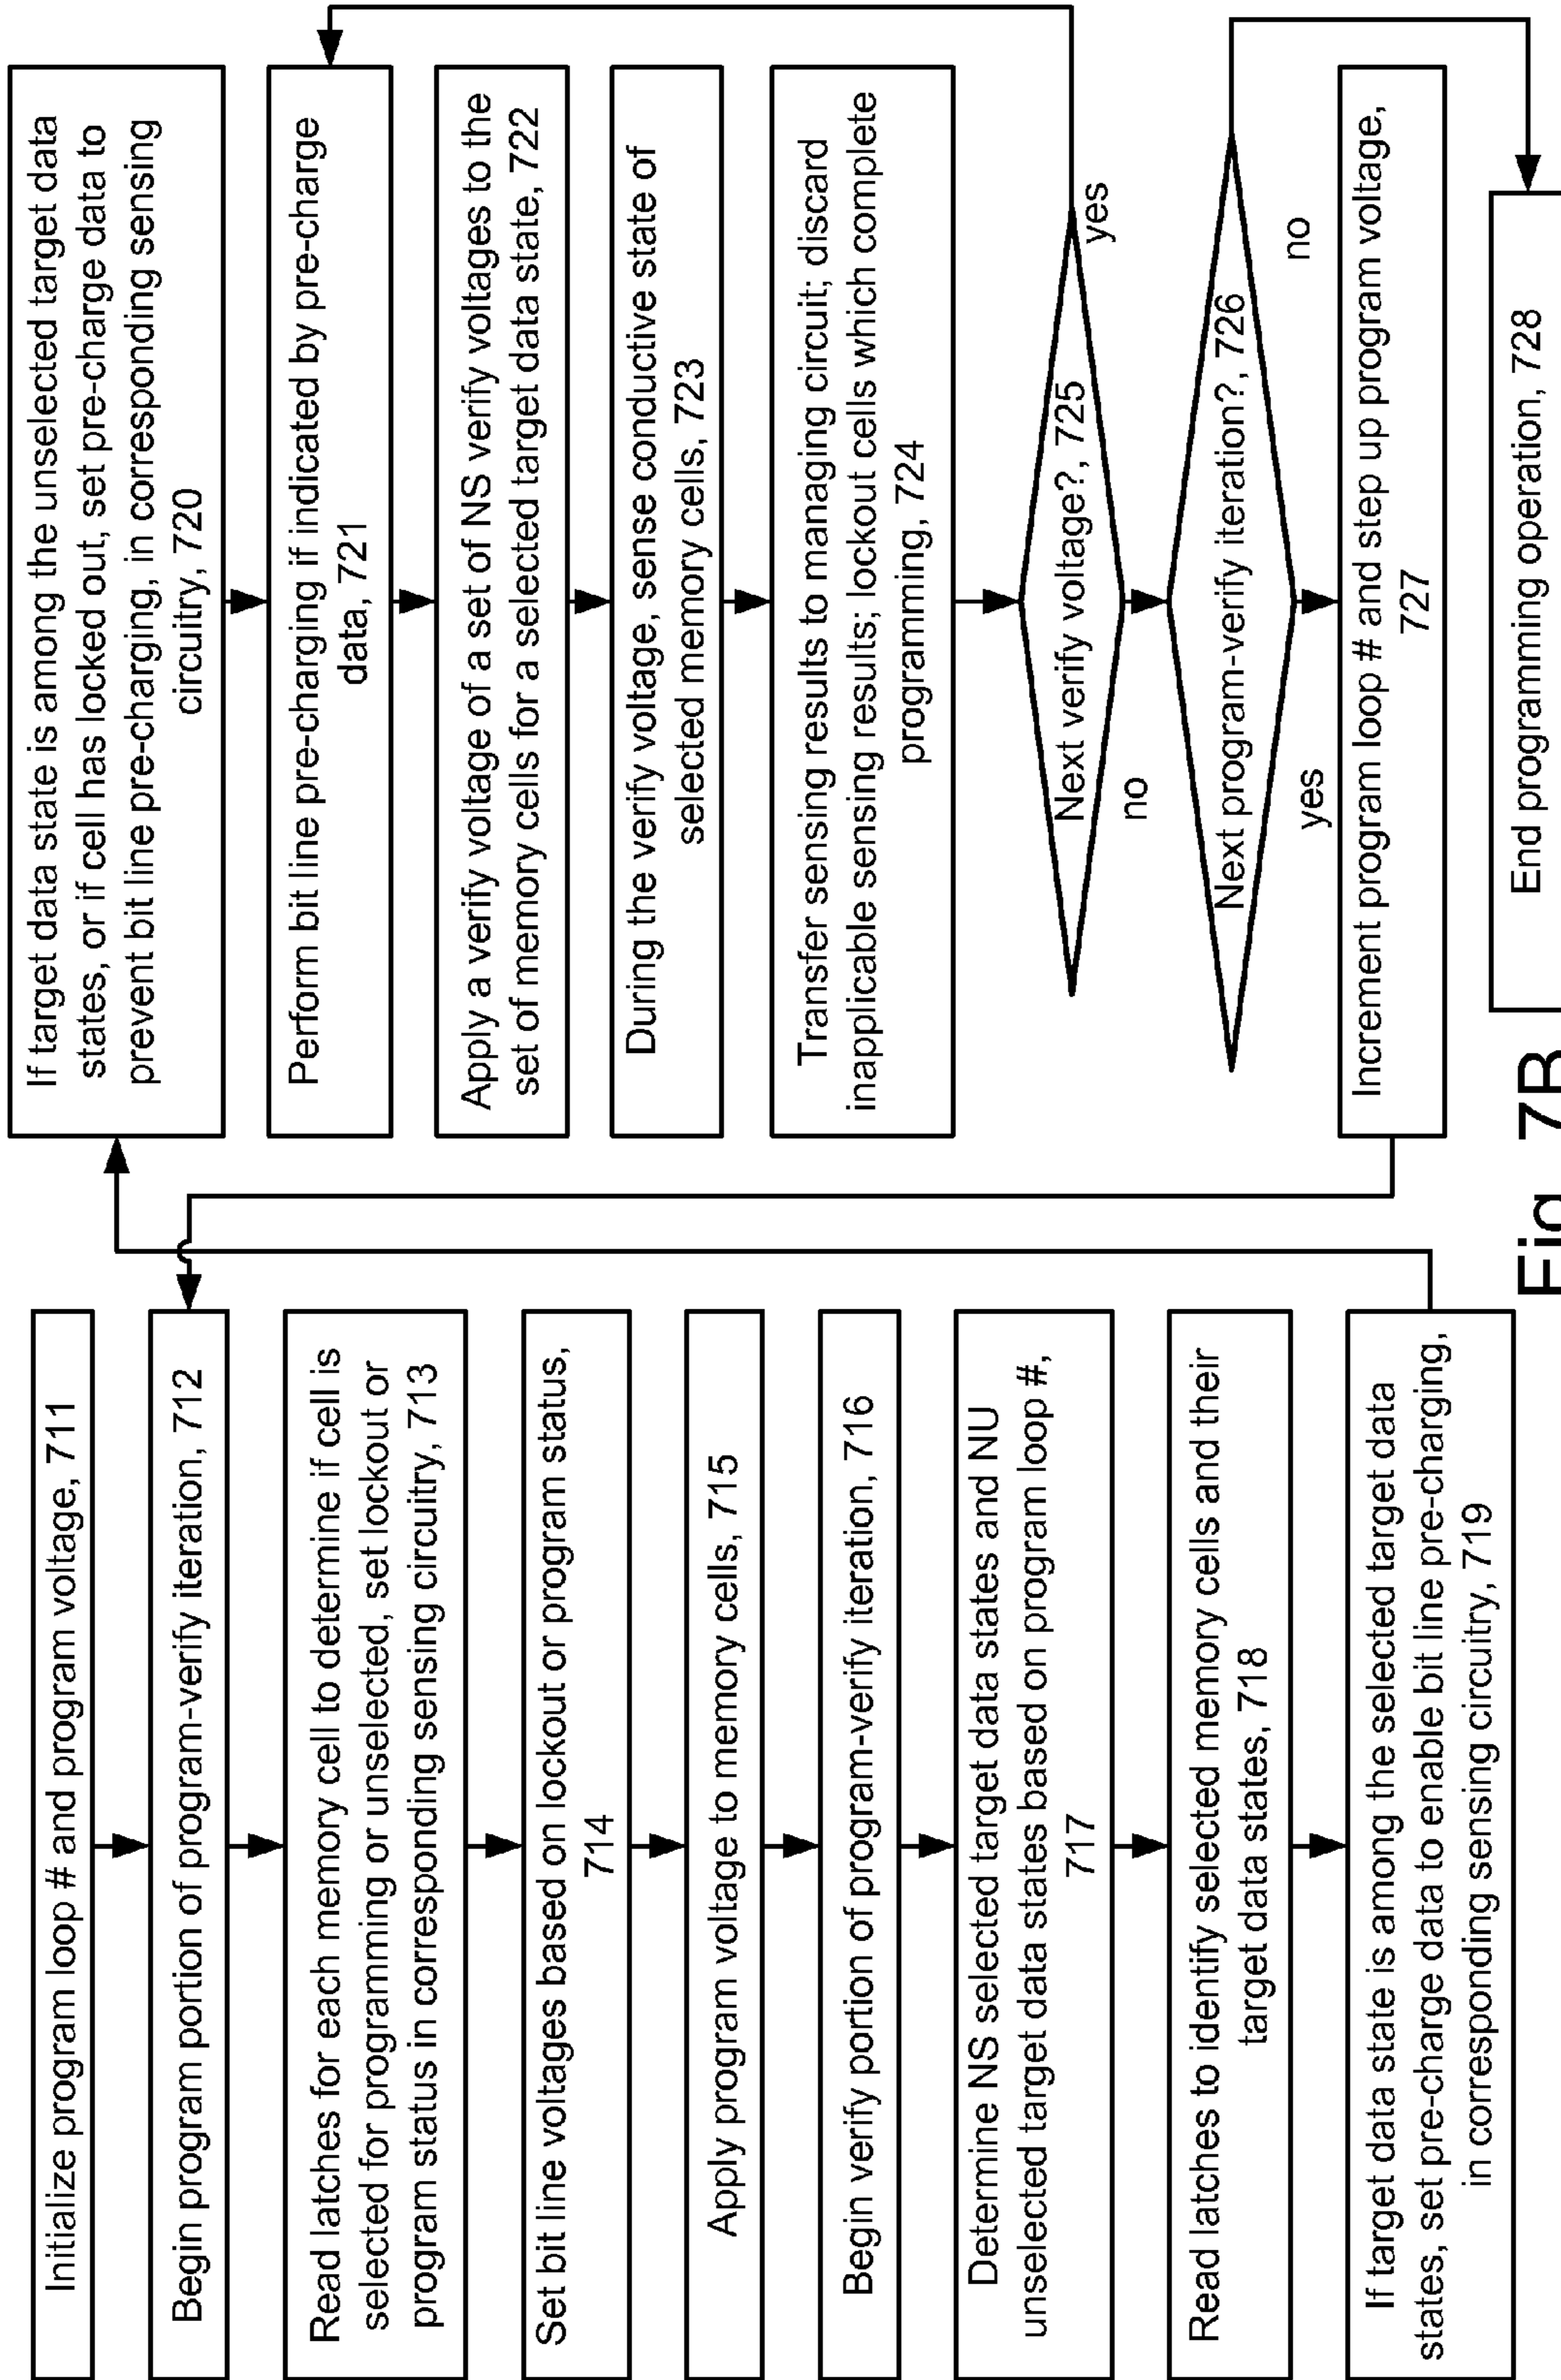 Initialize program loop # and program voltage, 711
Begin program portion of program-verify iteration, 712
Read latches for each memory cell to determine if cell is
selected for programming or unselected, set lockout or
program status in corresponding sensing circuitry, 713
Set bit line voltages based on lockout or program status,
714
Apply program voltage to memory cells, 715
Begin verify portion of program-verify iteration, 716
Determine NS selected target data states and NU
unselected target data states based on program loop #,
717
Read latches to identify selected memory cells and their
target data states, 718
If target data state is among the selected target data
states, set pre-charge data to enable bit line pre-charging,
in corresponding sensing circuitry, 719
If target data state is among the unselected target data
states, or if cell has locked out, set pre-charge data to
prevent bit line pre-charging, in corresponding sensing
circuitry, 720
Perform bit line pre-charging if indicated by pre-charge
data, 721
Apply a verify voltage of a set of NS verify voltages to the
set of memory cells for a selected target data state, 722
During the verify voltage, sense conductive state of
selected memory cells, 723
Transfer sensing results to managing circuit; discard
inapplicable sensing results; lockout cells which complete
programming, 724
Next verify voltage?, 725
yes
no
Next program-verify iteration?, 726
no
yes
Increment program loop # and step up program voltage,
727
End programming operation, 728
Fig. 7B